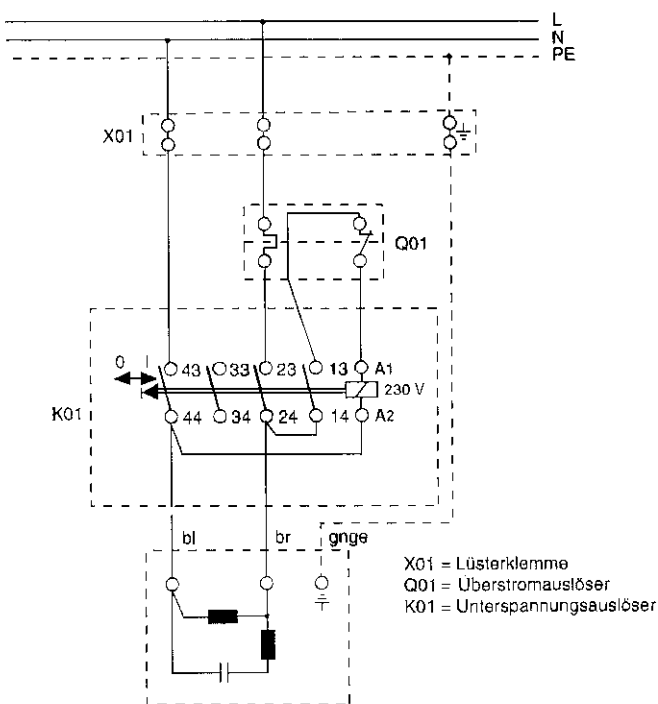 L
N
PE
X01
Q01
0 I 43 33 23 13 A1
230 V
K01
44 34 24 14 A2
bl br gnge
X01 = Lüsterklemme
Q01 = Überstromauslöser
K01 = Unterspannungsauslöser